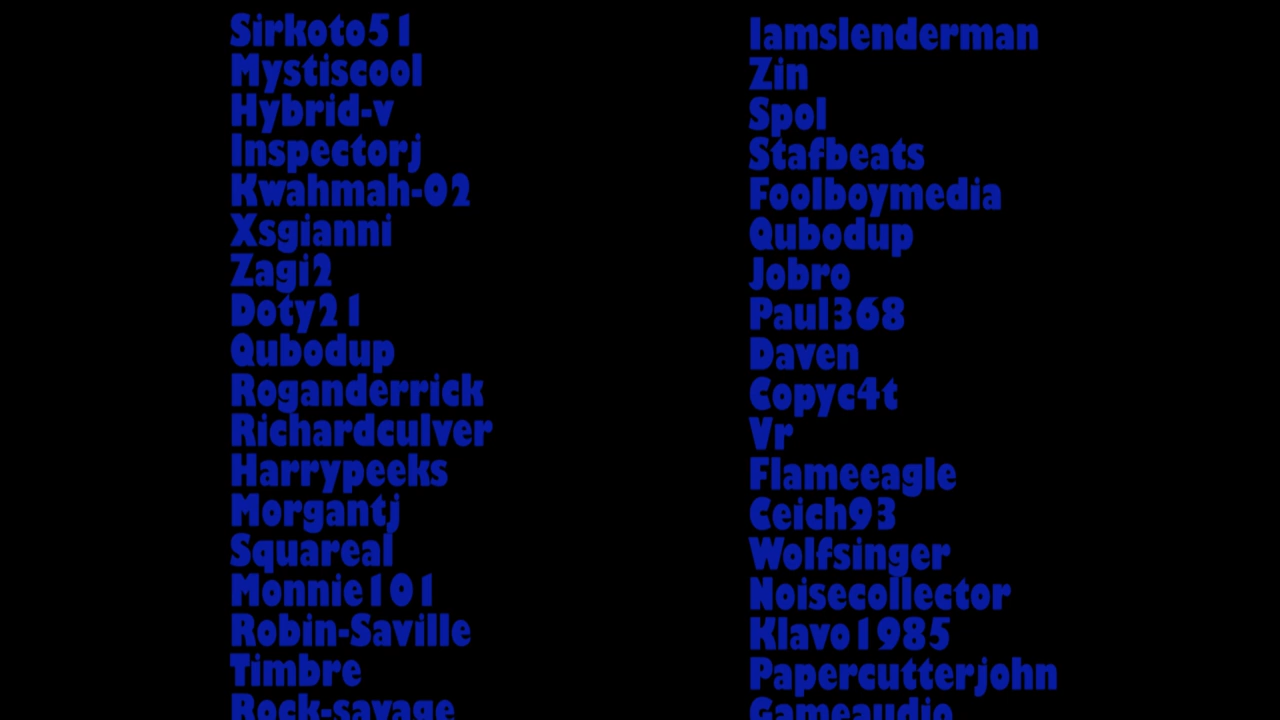 Sirkoto51
Mystiscool
Hybrid-v
Inspectorj
Kwahmah-02
Xsgianni
Zagi2
Doty21
Qubodup
Roganderrick
Richardculver
Harrypeeks
Morgantj
Squareal
Monnie101
Robin-Saville
Timbre
Rock-savage
Iamslenderman
Zin
Spol
Stafbeats
Foolboymedia
Qubodup
Jobro
Paul368
Daven
Copyc4t
Vr
Flameeagle
Ceich93
Wolfsinger
Noisecollector
Klavo1985
Papercutterjohn
Gameaudio